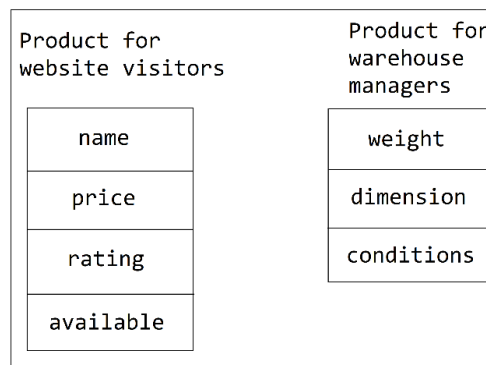 Product for
website visitors
name
price
rating
available
Product for
warehouse
managers
weight
dimension
conditions